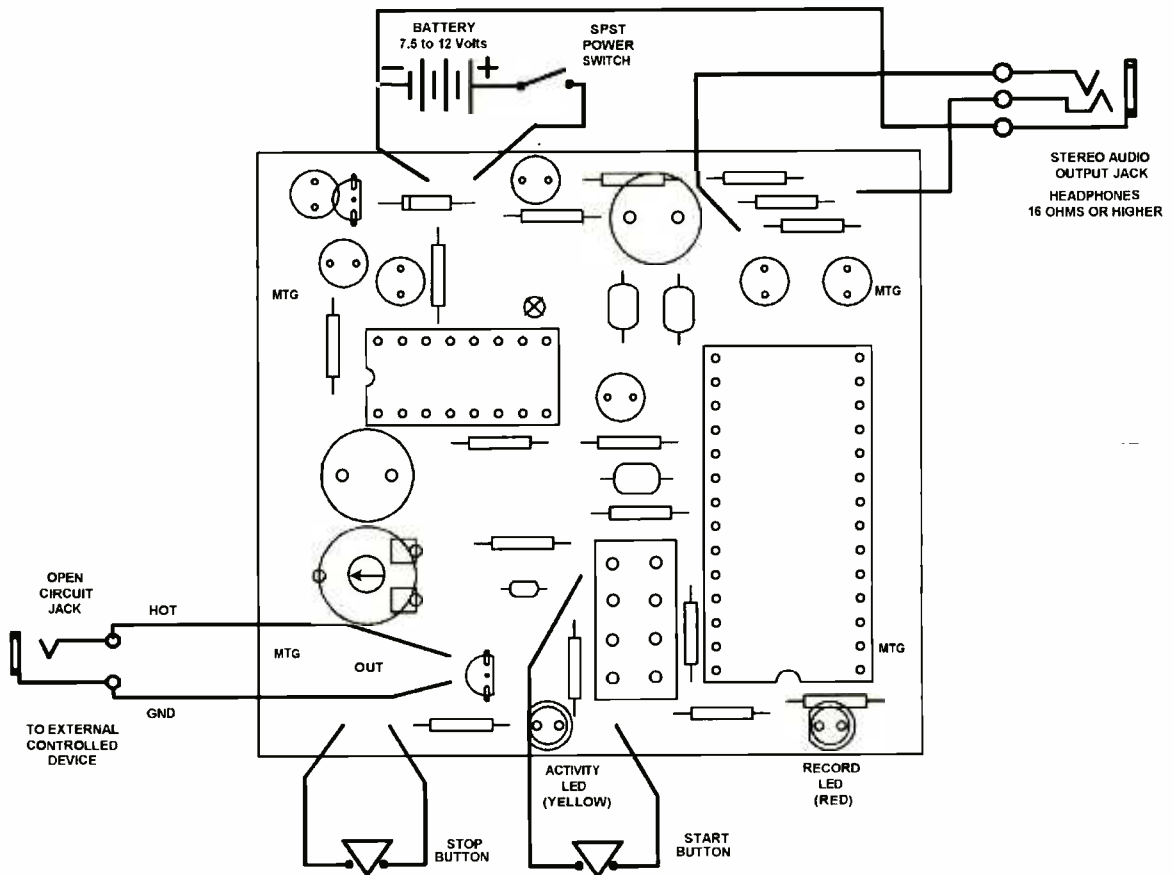 BATTERY
7.5 to 12 Volts
SPST
POWER
SWITCH
STEREO AUDIO
OUTPUT JACK
HEADPHONES
16 OHMS OR HIGHER
MTG
MTG
OPEN
CIRCUIT
JACK
HOT
MTG
OUT
MTG
GND
TO EXTERNAL
CONTROLLED
DEVICE
ACTIVITY
LED
(YELLOW)
RECORD
LED
(RED)
STOP
BUTTON
START
BUTTON